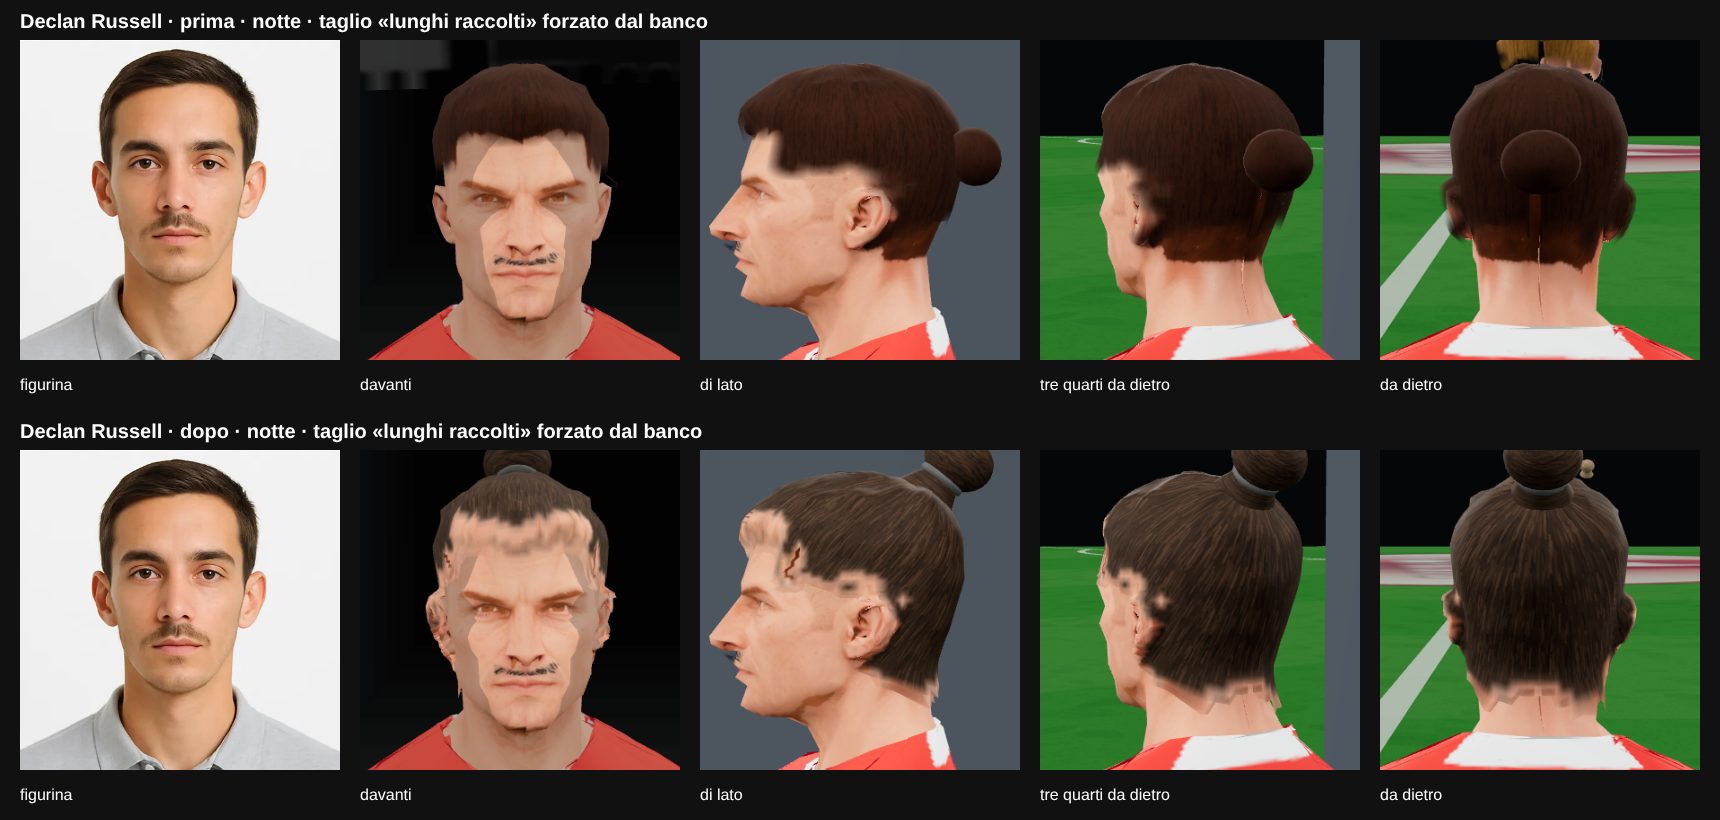 Declan Russell · prima · notte · taglio «lunghi raccolti» forzato dal banco
figurina
davanti
di lato
tre quarti da dietro
da dietro
Declan Russell · dopo · notte · taglio «lunghi raccolti» forzato dal banco
figurina
davanti
di lato
tre quarti da dietro
da dietro